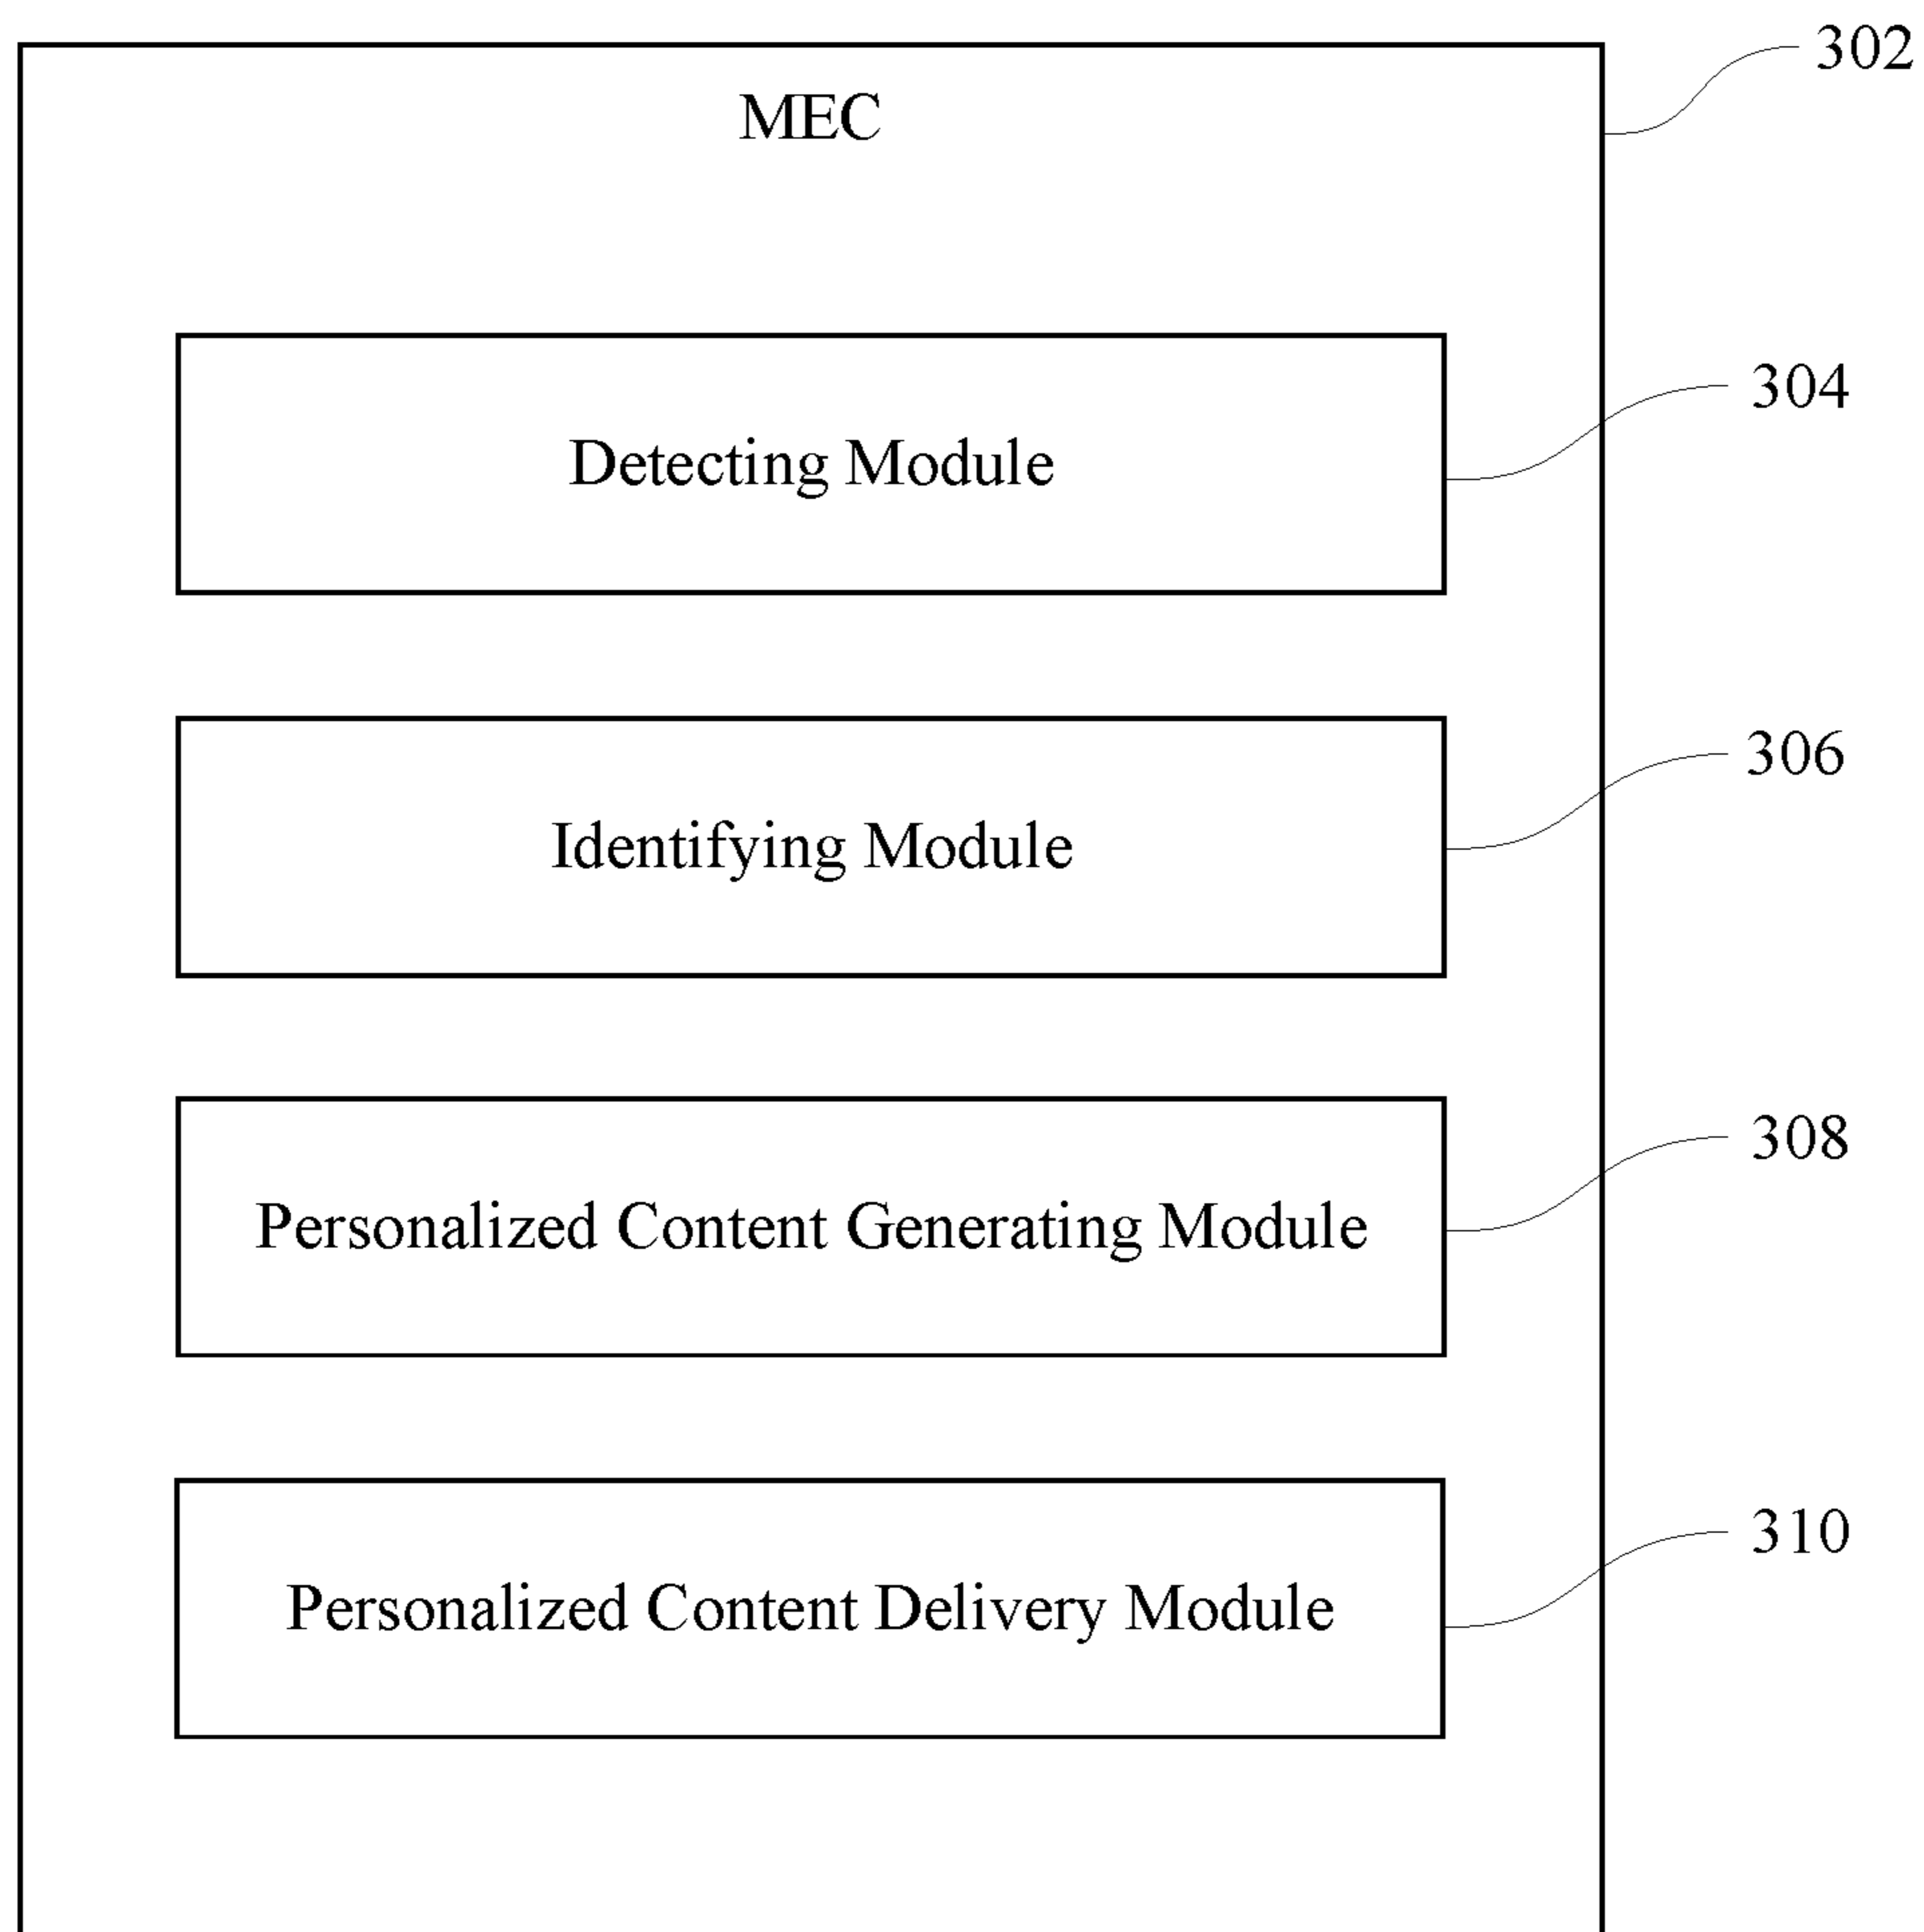 302
MEC
304
Detecting Module
306
Identifying Module
308
Personalized Content Generating Module
310
Personalized Content Delivery Module